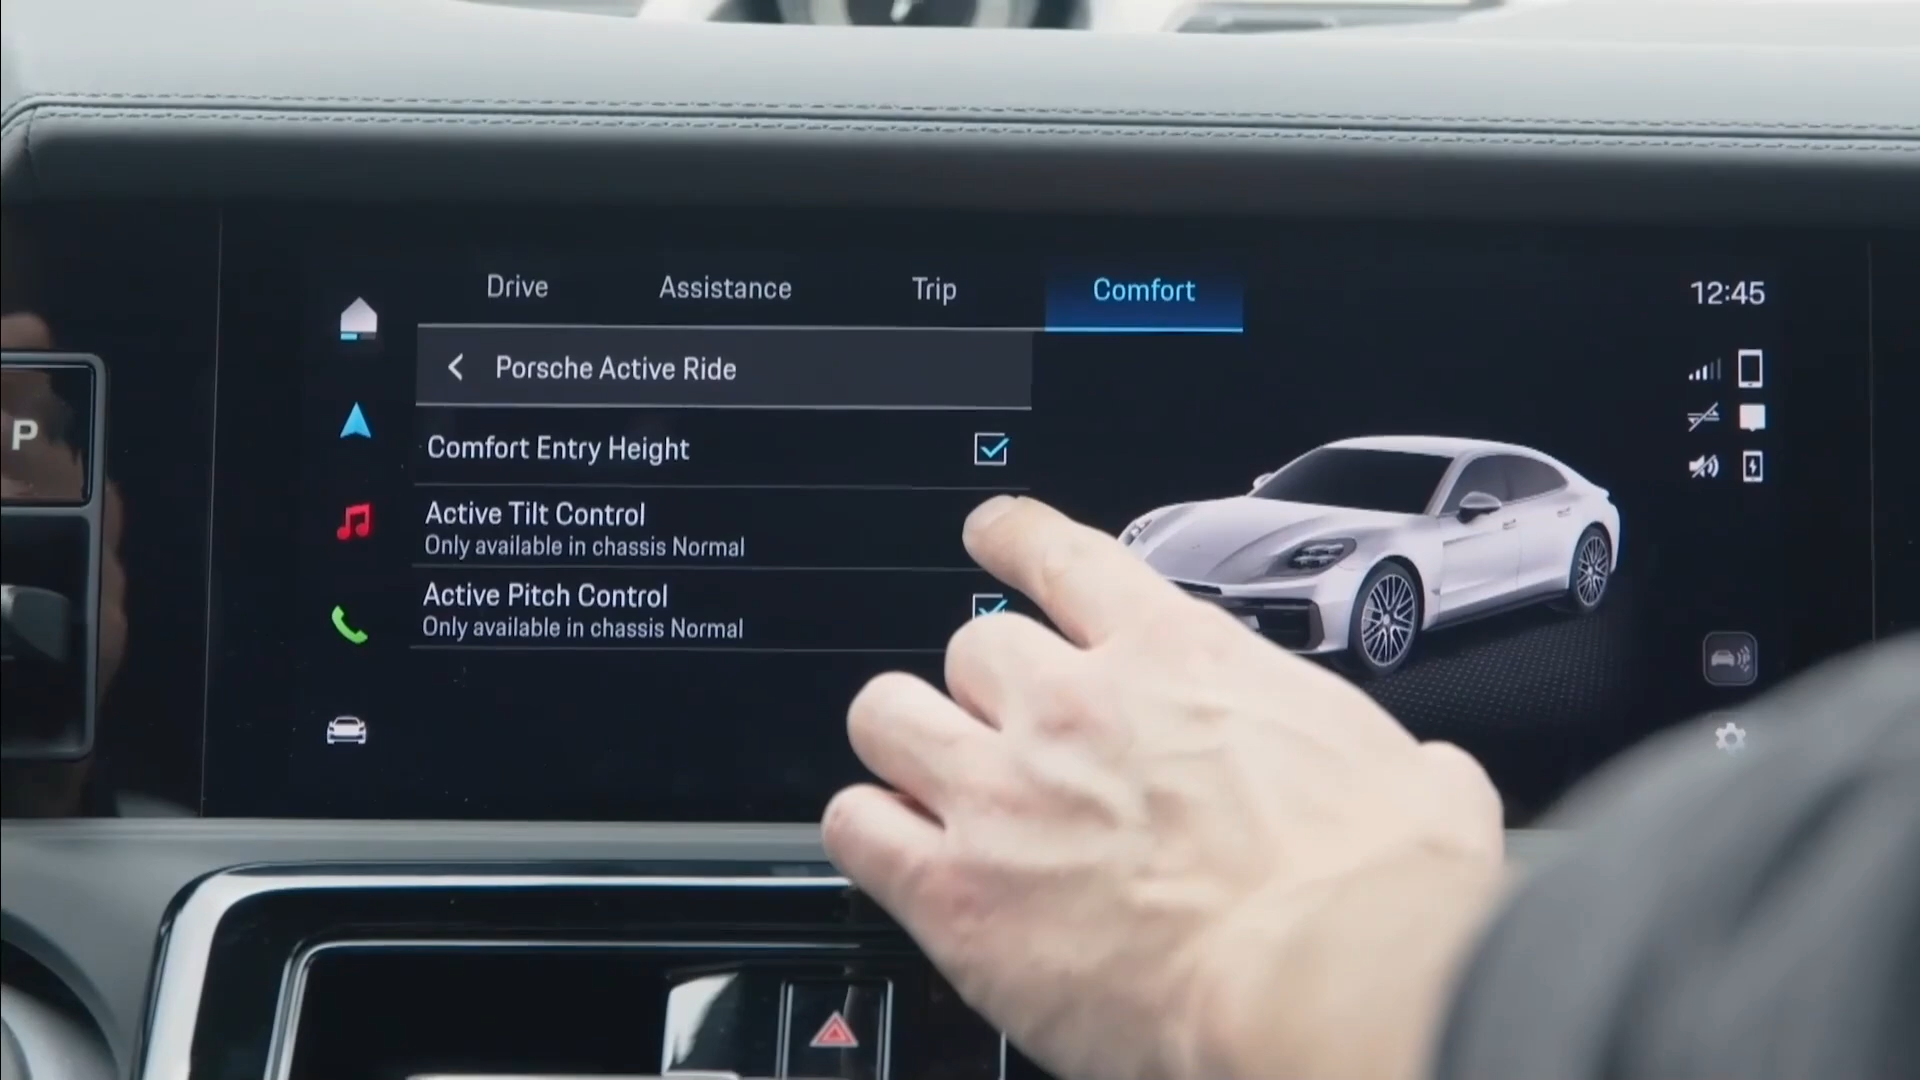 Drive Assistance Trip Comfort
12:45
Porsche Active Ride
Comfort Entry Height
Active Tilt Control
Only available in chassis Normal
Active Pitch Control
Only available in chassis Normal
P